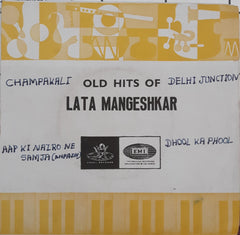 CHAMPAKALI
OLD HITS OF
DELHI JUNCTION
LATA MANGESHKAR
AAP KI NAZRO NE
SAMJA (ANPADH)
DHOOL KA PHOOL
EMI